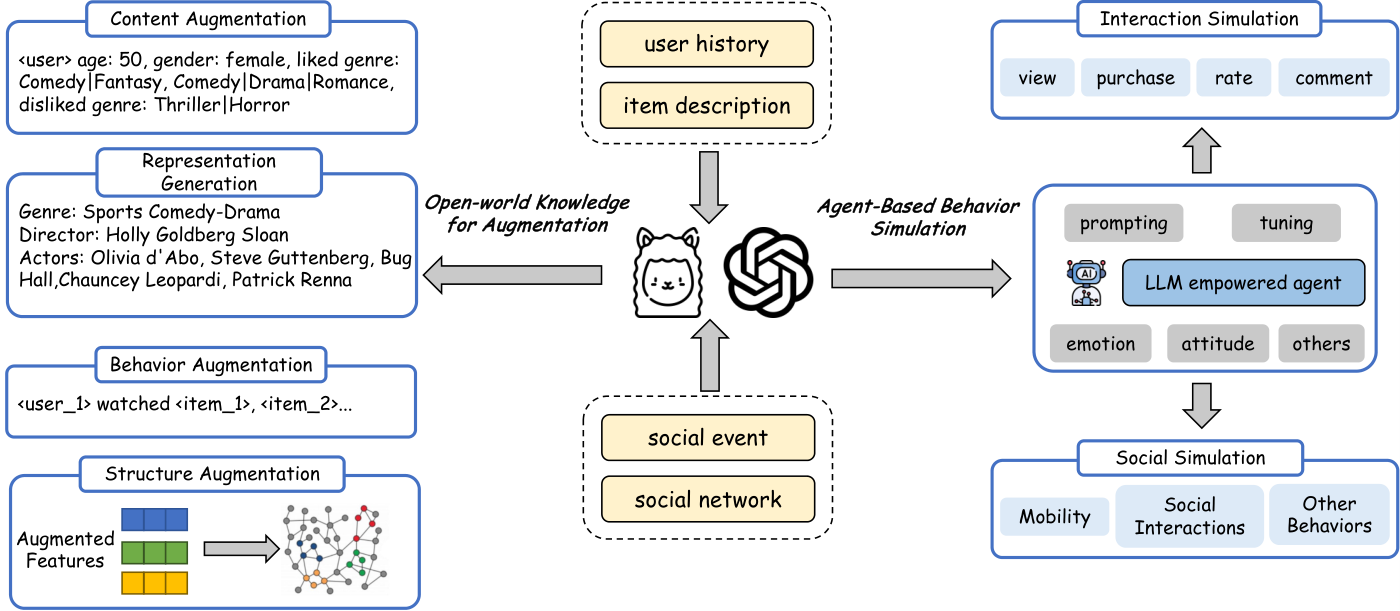 Content Augmentation
<user> age: 50, gender: female, liked genre:
Comedy|Fantasy, Comedy|Drama|Romance,
disliked genre: Thriller|Horror
Representation
Generation
Genre: Sports Comedy-Drama
Director: Holly Goldberg Sloan
Actors: Olivia d'Abo, Steve Guttenberg, Bug
Hall,Chauncey Leopardi, Patrick Renna
Behavior Augmentation
<user_1> watched <item_1>, <item_2>...
Structure Augmentation
Augmented
Features
Open-world Knowledge
for Augmentation
user history
item description
social event
social network
Agent-Based Behavior
Simulation
Interaction Simulation
view
purchase
rate
comment
prompting
tuning
AI
LLM empowered agent
emotion
attitude
others
Social Simulation
Mobility
Social
Interactions
Other
Behaviors